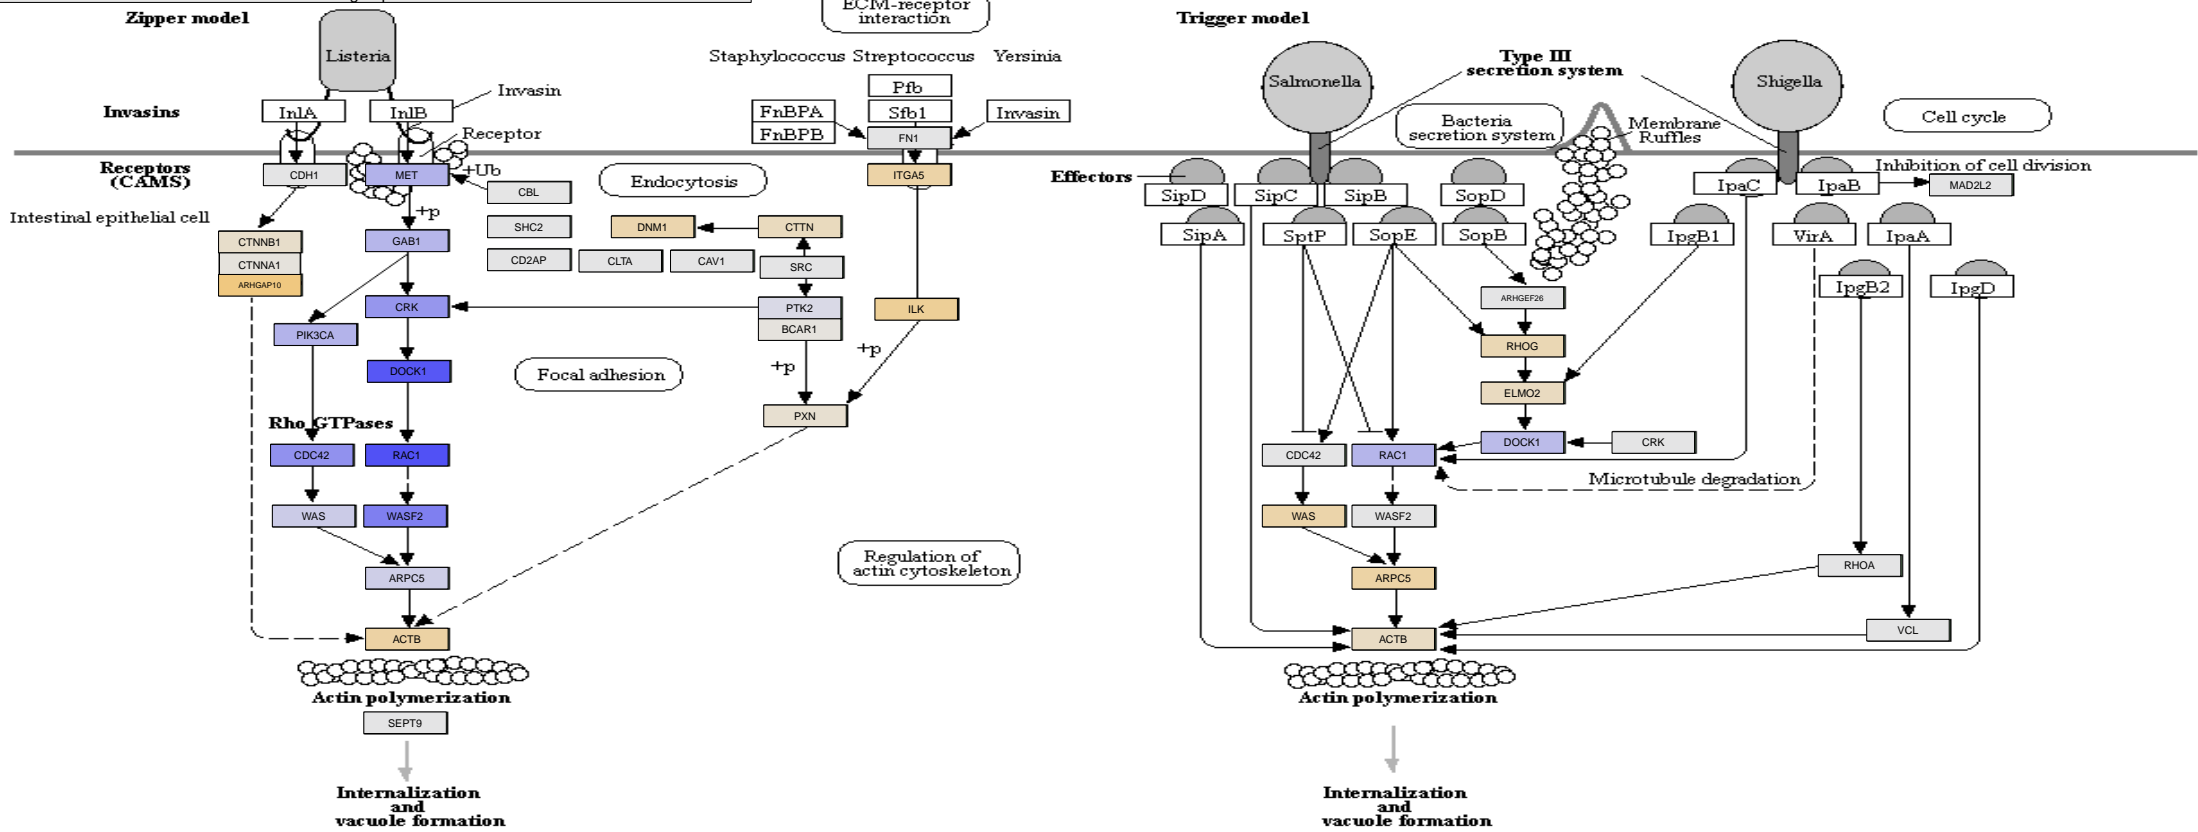 Zipper model
ECM-receptor
interaction
Trigger model
Listeria
Staphylococcus
Streptococcus
Yersinia
Salmonella
Type III
secretion system
Shigella
Invasins
InlA
InlB
Invasin
Receptor
Pfb
FnBPA
Sfb1
Invasin
FnBPB
FN1
Bacteria
secretion system
Membrane
Ruffles
Cell cycle
Receptors
(CAMS)
CDH1
MET
+Ub
CBL
Endocytosis
ITGA5
Effectors
SipD
SipC
SipB
SopD
IpaC
IpaB
Inhibition of cell division
MAD2L2
Intestinal epithelial cell
+p
SHC2
DNM1
CTTN
SipA
SptP
SopE
SopB
IpgB1
VirA
IpaA
CTNNB1
GAB1
CTNNA1
CD2AP
CLTA
CAV1
SRC
ARHGAP10
IpgB2
IpgD
CRK
PTK2
ILK
ARHGEF26
PIK3CA
BCAR1
RHOG
+p
+p
DOCK1
Focal adhesion
ELMO2
PXN
Rho GTPases
CDC42
RAC1
CDC42
RAC1
DOCK1
CRK
Microtubule degradation
WAS
WASF2
WAS
WASF2
Regulation of
actin cytoskeleton
RHOA
ARPC5
ARPC5
VCL
ACTB
ACTB
Actin polymerization
Actin polymerization
SEPT9
Internalization
and
vacuole formation
Internalization
and
vacuole formation